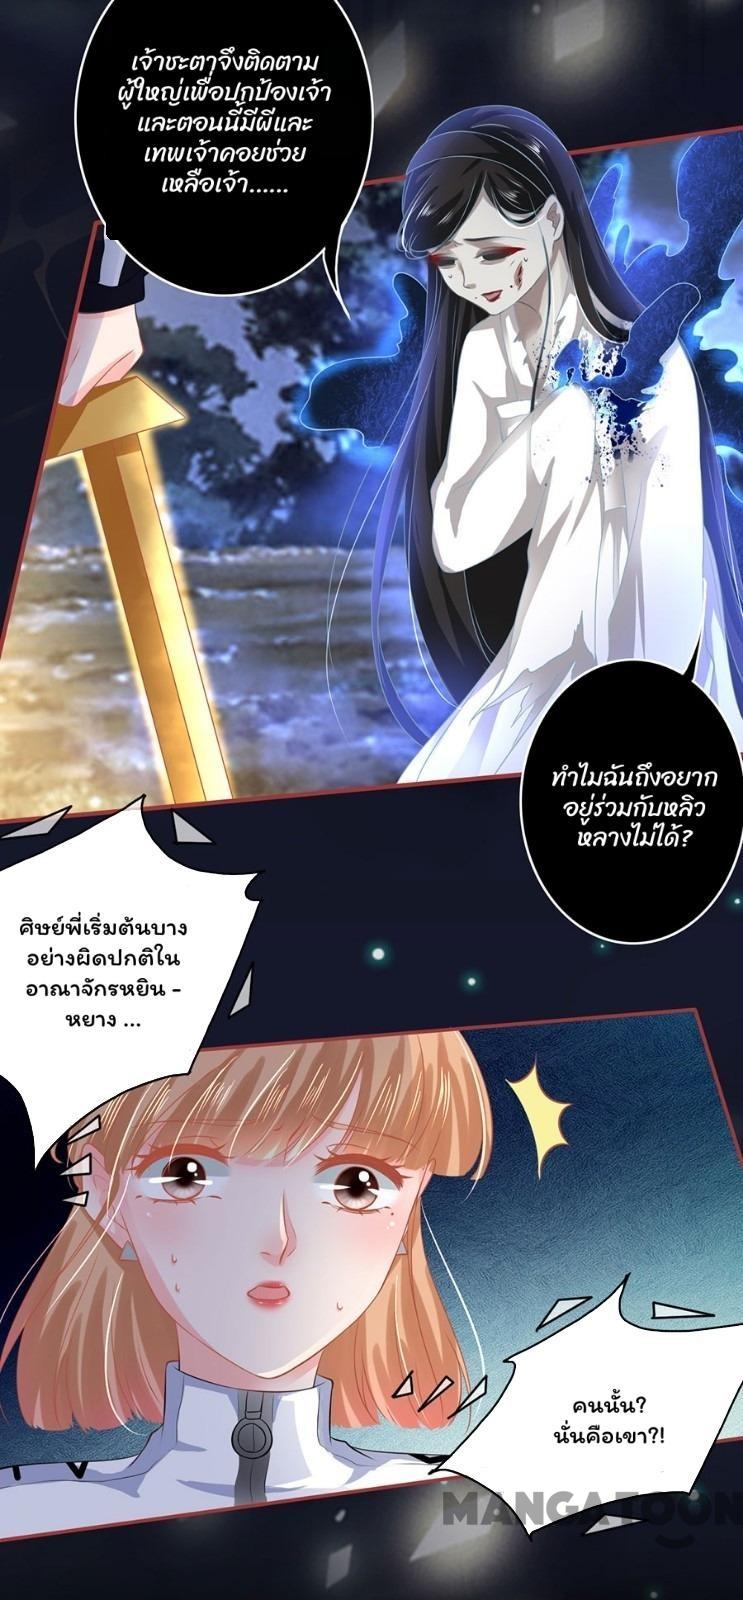 เจ้าชะตาจึงติดตาม
ผู้ใหญ่เพื่อปกป้องเจ้า
และตอนนี้มีผีและ
เทพเจ้าคอยช่วย
เหลือเจ้า......
ทำไมฉันถึงอยาก
อยู่ร่วมกับหลิว
หลางไม่ได้?
ศิษย์พี่เริ่มต้นบาง
อย่างผิดปกติใน
อาณาจักรหยิน -
หยาง ...
คนนั้น?
นั่นคือเขา?!
MANGATOON